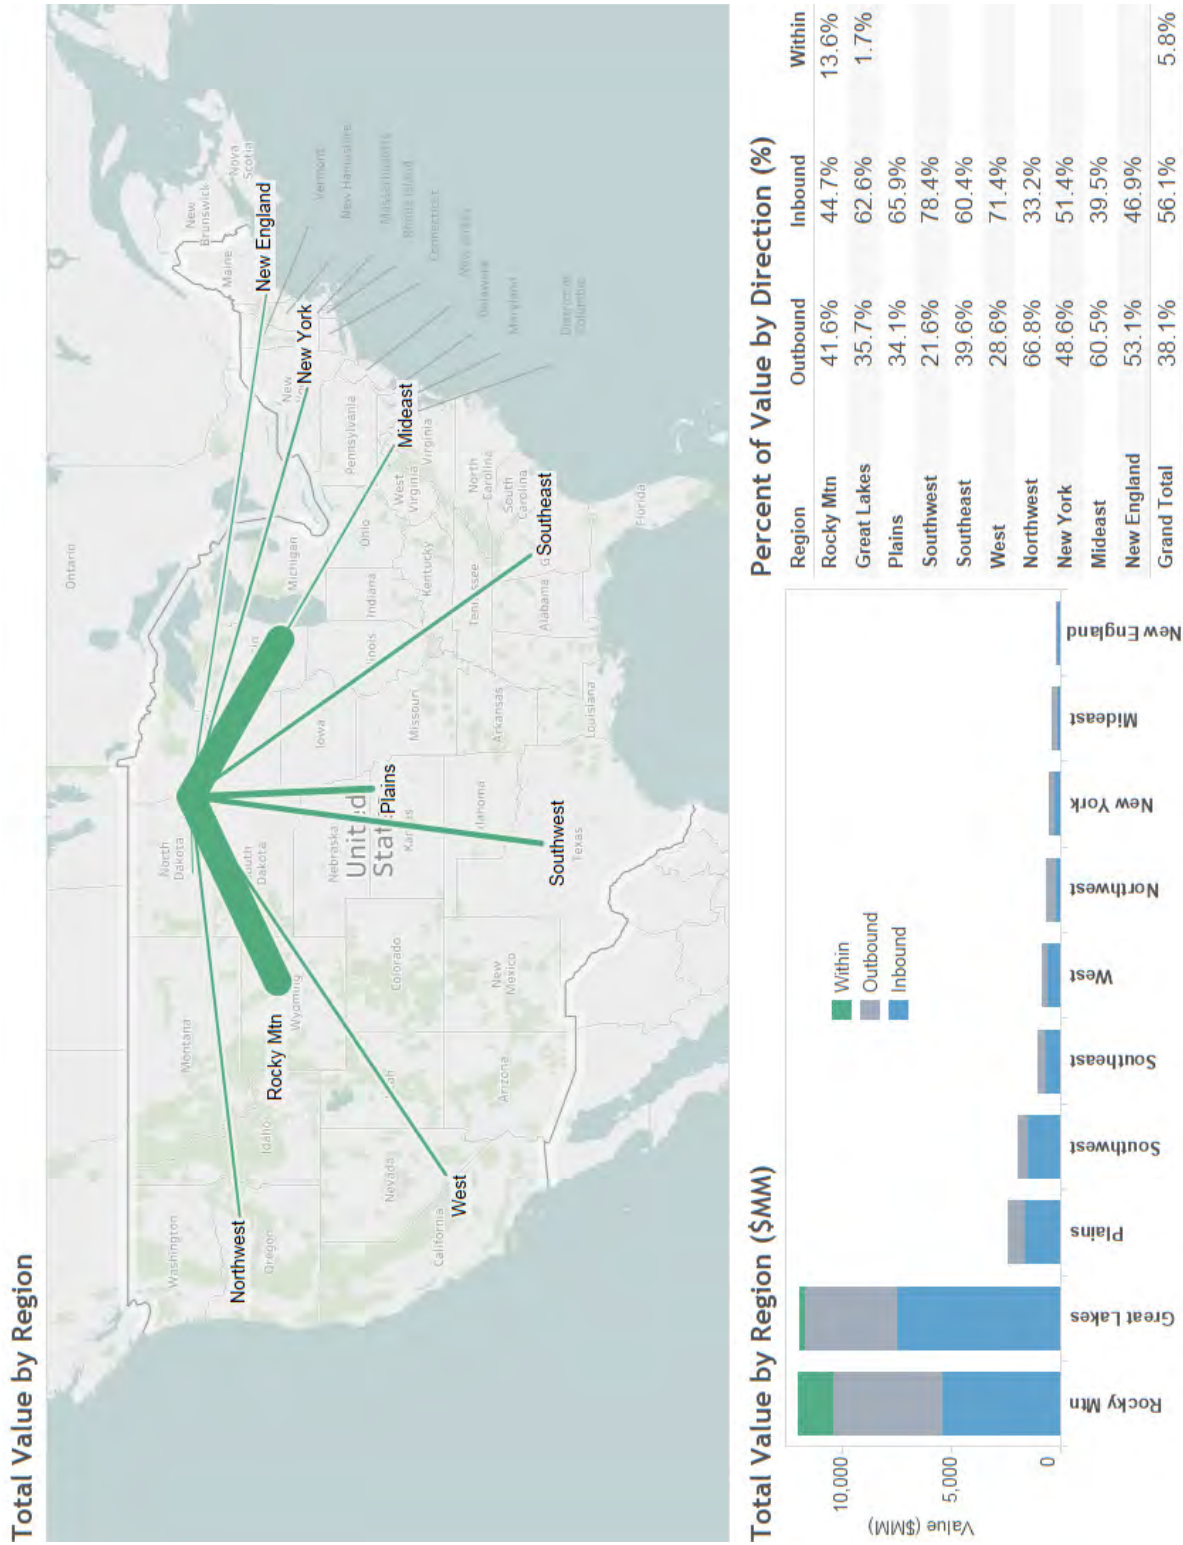 Total Value by Region
Ontario
New Brunswick
Nova Scotia
Maine
New England
Vermont
New Hampshire
Massachusetts
Rhode Island
Connecticut
New Jersey
Delaware
Maryland
District of Columbia
New York
New
Pennsylvania
Mideast
West Virginia
Virginia
North Carolina
South Carolina
Southeast
Florida
Michigan
Ohio
Indiana
Kentucky
Alabama
Iowa
Missouri
Arkansas
Louisiana
North Dakota
Nebraska
United
Plains
Southwest
Texas
Montana
Wyoming
Rocky Mtn
Colorado
New Mexico
Idaho
Arizona
Washington
Northwest
Oregon
Nevada
California
West
Total Value by Region ($MM)
Value ($MM)
10,000
5,000
0
Within
Outbound
Inbound
Rocky Mtn
Great Lakes
Plains
Southwest
Southeast
West
Northwest
New York
Mideast
New England
Percent of Value by Direction (%)
Region Outbound Inbound Within
Rocky Mtn 41.6% 44.7% 13.6%
Great Lakes 35.7% 62.6% 1.7%
Plains 34.1% 65.9%
Southwest 21.6% 78.4%
Southeast 39.6% 60.4%
West 28.6% 71.4%
Northwest 66.8% 33.2%
New York 48.6% 51.4%
Mideast 60.5% 39.5%
New England 53.1% 46.9%
Grand Total 38.1% 56.1% 5.8%